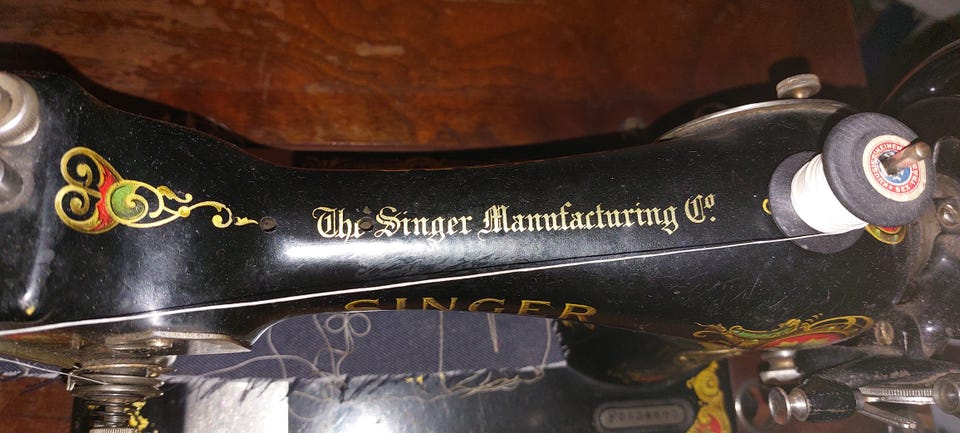 The Singer Manufacturing Co.
SINGER